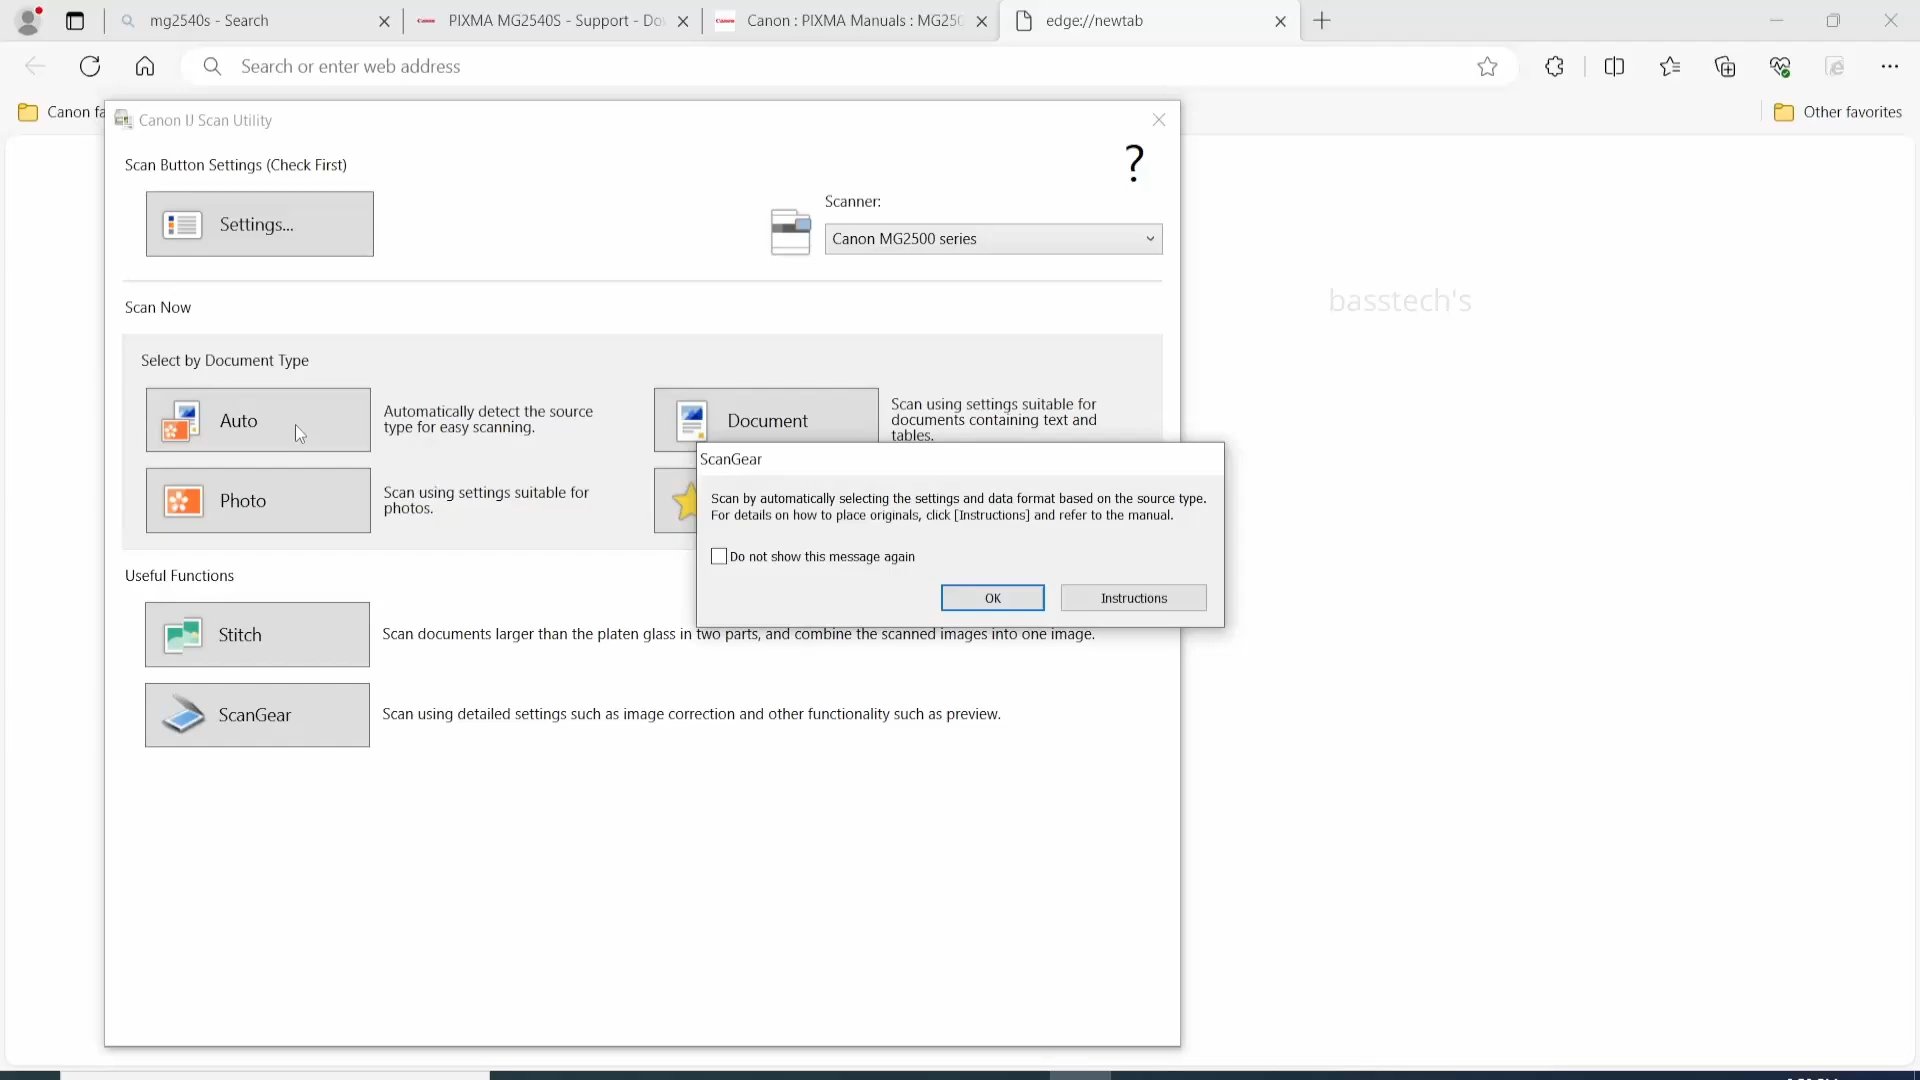 mg2540s - Search
PIXMA MG2540S - Support - Do
Canon : PIXMA Manuals : MG250
edge://newtab
Search or enter web address
Canon fa
Other favorites
Canon IJ Scan Utility
Scan Button Settings (Check First)
?
Settings...
Scanner:
Canon MG2500 series
basstech's
Scan Now
Select by Document Type
Auto
Automatically detect the source
type for easy scanning.
Document
Scan using settings suitable for
documents containing text and
tables.
Photo
Scan using settings suitable for
photos.
ScanGear
Scan by automatically selecting the settings and data format based on the source type.
For details on how to place originals, click [Instructions] and refer to the manual.
Do not show this message again
OK
Instructions
Useful Functions
Stitch
Scan documents larger than the platen glass in two parts, and combine the scanned images into one image.
ScanGear
Scan using detailed settings such as image correction and other functionality such as preview.